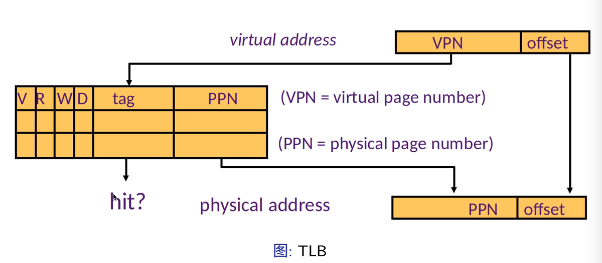 virtual address
VPN offset
V R W D tag PPN
(VPN = virtual page number)
(PPN = physical page number)
hit?
physical address
PPN offset
图: TLB